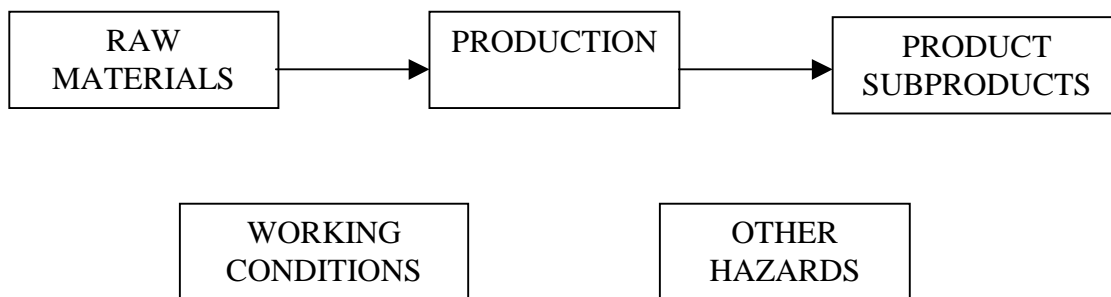 RAW
MATERIALS
PRODUCTION
PRODUCT
SUBPRODUCTS
WORKING
CONDITIONS
OTHER
HAZARDS